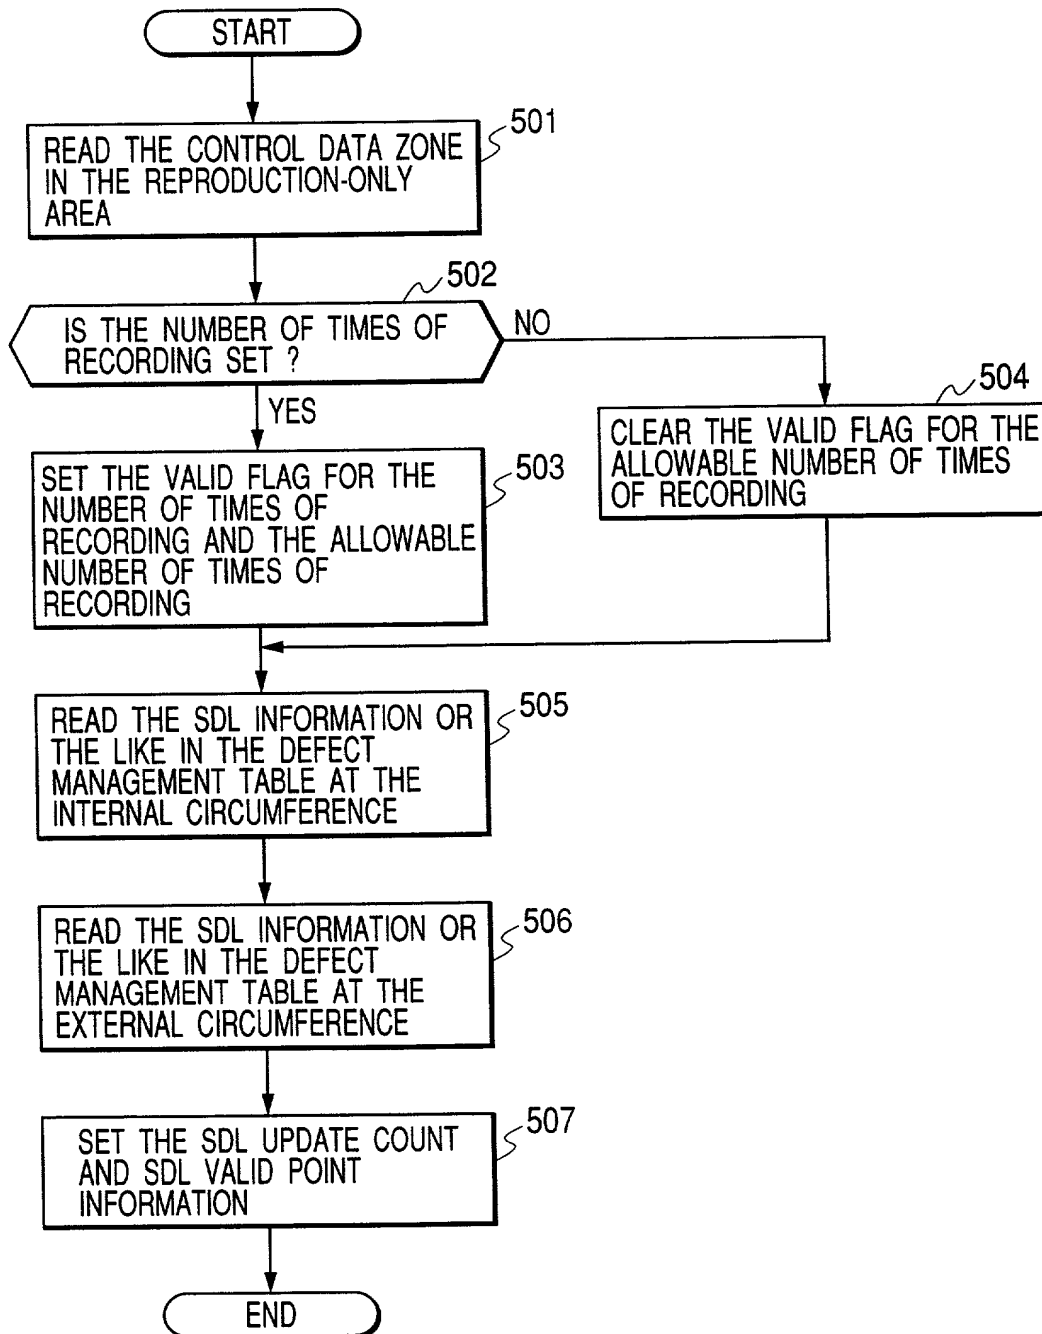 START
501
READ THE CONTROL DATA ZONE
IN THE REPRODUCTION-ONLY
AREA
502
IS THE NUMBER OF TIMES OF
RECORDING SET ?
NO
YES
504
CLEAR THE VALID FLAG FOR THE
ALLOWABLE NUMBER OF TIMES
OF RECORDING
503
SET THE VALID FLAG FOR THE
NUMBER OF TIMES OF
RECORDING AND THE ALLOWABLE
NUMBER OF TIMES OF
RECORDING
505
READ THE SDL INFORMATION OR
THE LIKE IN THE DEFECT
MANAGEMENT TABLE AT THE
INTERNAL CIRCUMFERENCE
506
READ THE SDL INFORMATION OR
THE LIKE IN THE DEFECT
MANAGEMENT TABLE AT THE
EXTERNAL CIRCUMFERENCE
507
SET THE SDL UPDATE COUNT
AND SDL VALID POINT
INFORMATION
END